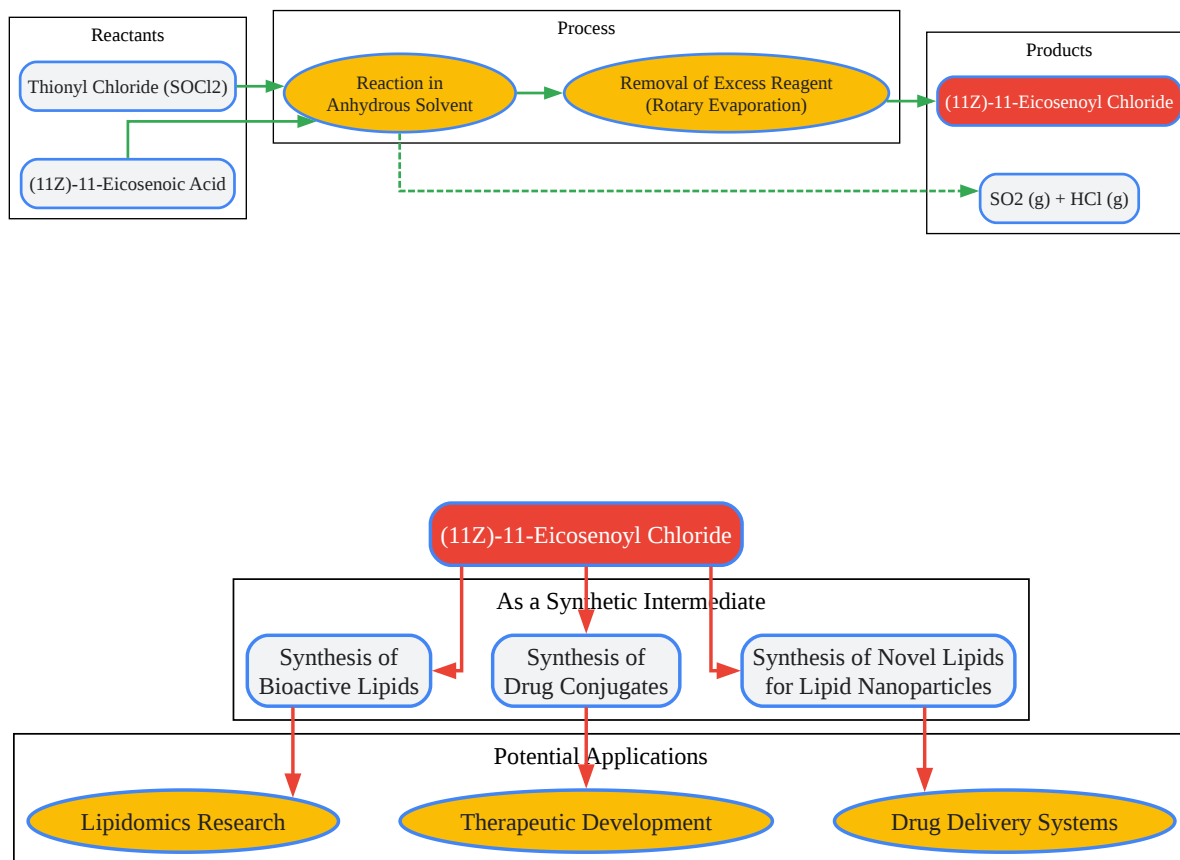 Reactants
Process
Products
Thionyl Chloride (SOCl2)
Reaction in
Anhydrous Solvent
Removal of Excess Reagent
(Rotary Evaporation)
(11Z)-11-Eicosenoyl Chloride
(11Z)-11-Eicosenoic Acid
SO2 (g) + HCl (g)
(11Z)-11-Eicosenoyl Chloride
As a Synthetic Intermediate
Synthesis of
Bioactive Lipids
Synthesis of
Drug Conjugates
Synthesis of Novel Lipids
for Lipid Nanoparticles
Potential Applications
Lipidomics Research
Therapeutic Development
Drug Delivery Systems